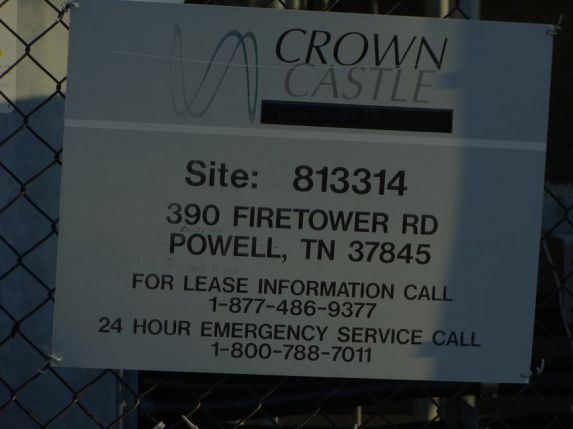 CROWN
CASTLE
Site: 813314
390 FIRETOWER RD
POWELL, TN 37845
FOR LEASE INFORMATION CALL
1-877-486-9377
24 HOUR EMERGENCY SERVICE CALL
1-800-788-7011